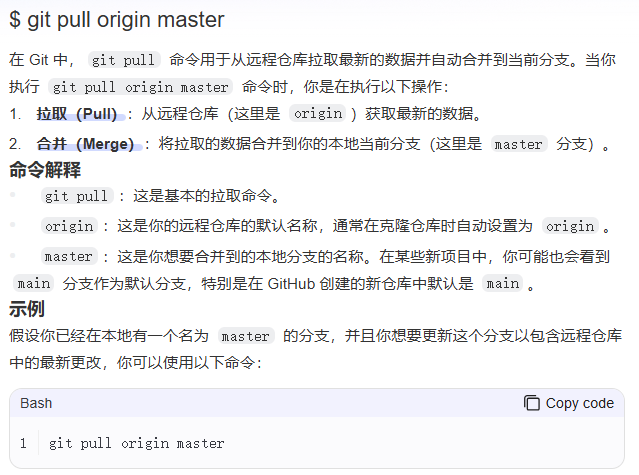 $ git pull origin master
在 Git 中， git pull 命令用于从远程仓库拉取最新的数据并自动合并到当前分支。当你
执行 git pull origin master 命令时，你是在执行以下操作：
1. 拉取（Pull）：从远程仓库（这里是 origin ）获取最新的数据。
2. 合并（Merge）：将拉取的数据合并到你的本地当前分支（这里是 master 分支）。
命令解释
• git pull ：这是基本的拉取命令。
• origin ：这是你的远程仓库的默认名称，通常在克隆仓库时自动设置为 origin 。
• master ：这是你想要合并到的本地分支的名称。在某些新项目中，你可能也会看到
main 分支作为默认分支，特别是在 GitHub 创建的新仓库中默认是 main 。
示例
假设你已经在本地有一个名为 master 的分支，并且你想要更新这个分支以包含远程仓库
中的最新更改，你可以使用以下命令：
Bash Copy code
1 git pull origin master